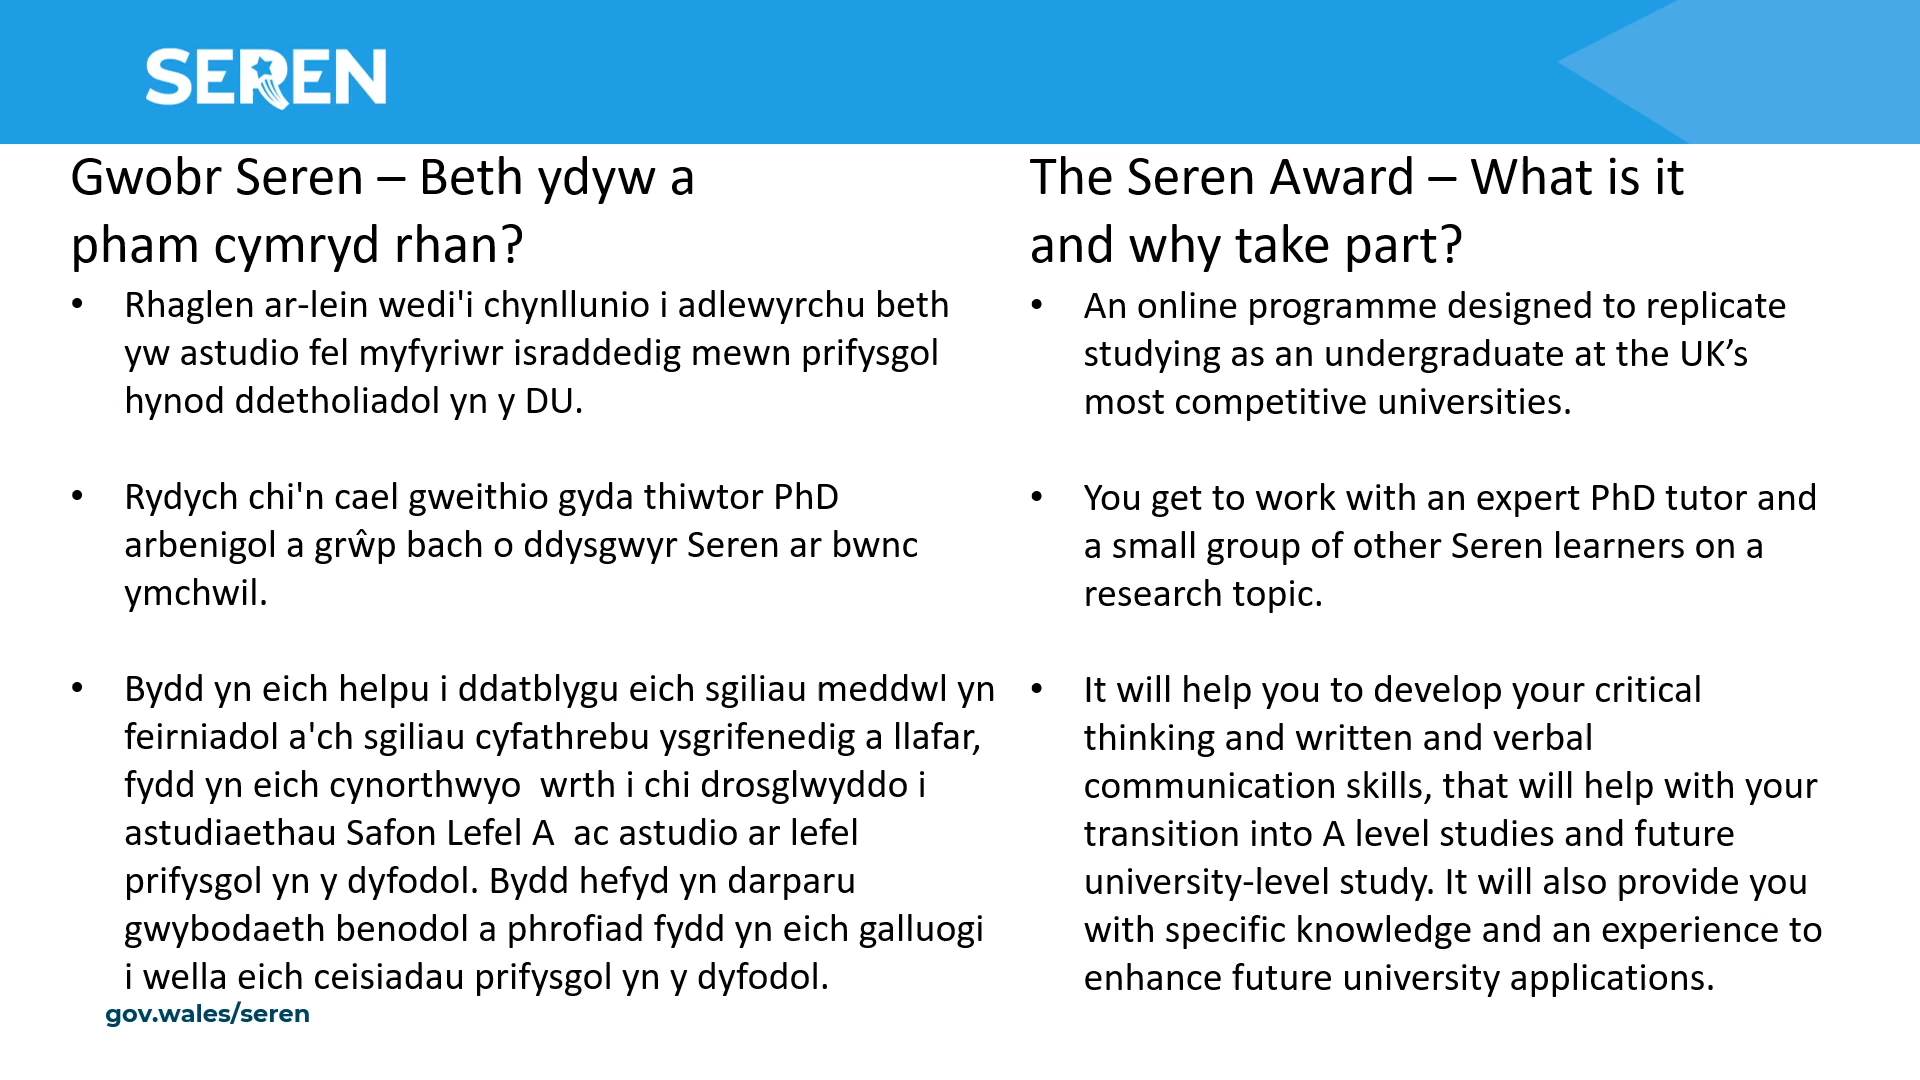 SEREN
Gwobr Seren – Beth ydyw a
pham cymryd rhan?
• Rhaglen ar-lein wedi'i chynllunio i adlewyrchu beth
yw astudio fel myfyriwr israddedig mewn prifysgol
hynod ddetholiadol yn y DU.
• Rydych chi'n cael gweithio gyda thiwtor PhD
arbenigol a grŵp bach o ddysgwyr Seren ar bwnc
ymchwil.
• Bydd yn eich helpu i ddatblygu eich sgiliau meddwl yn
feirniadol a'ch sgiliau cyfathrebu ysgrifenedig a llafar,
fydd yn eich cynorthwyo  wrth i chi drosglwyddo i
astudiaethau Safon Lefel A  ac astudio ar lefel
prifysgol yn y dyfodol. Bydd hefyd yn darparu
gwybodaeth benodol a phrofiad fydd yn eich galluogi
i wella eich ceisiadau prifysgol yn y dyfodol.
The Seren Award – What is it
and why take part?
• An online programme designed to replicate
studying as an undergraduate at the UK’s
most competitive universities.
• You get to work with an expert PhD tutor and
a small group of other Seren learners on a
research topic.
• It will help you to develop your critical
thinking and written and verbal
communication skills, that will help with your
transition into A level studies and future
university-level study. It will also provide you
with specific knowledge and an experience to
enhance future university applications.
gov.wales/seren